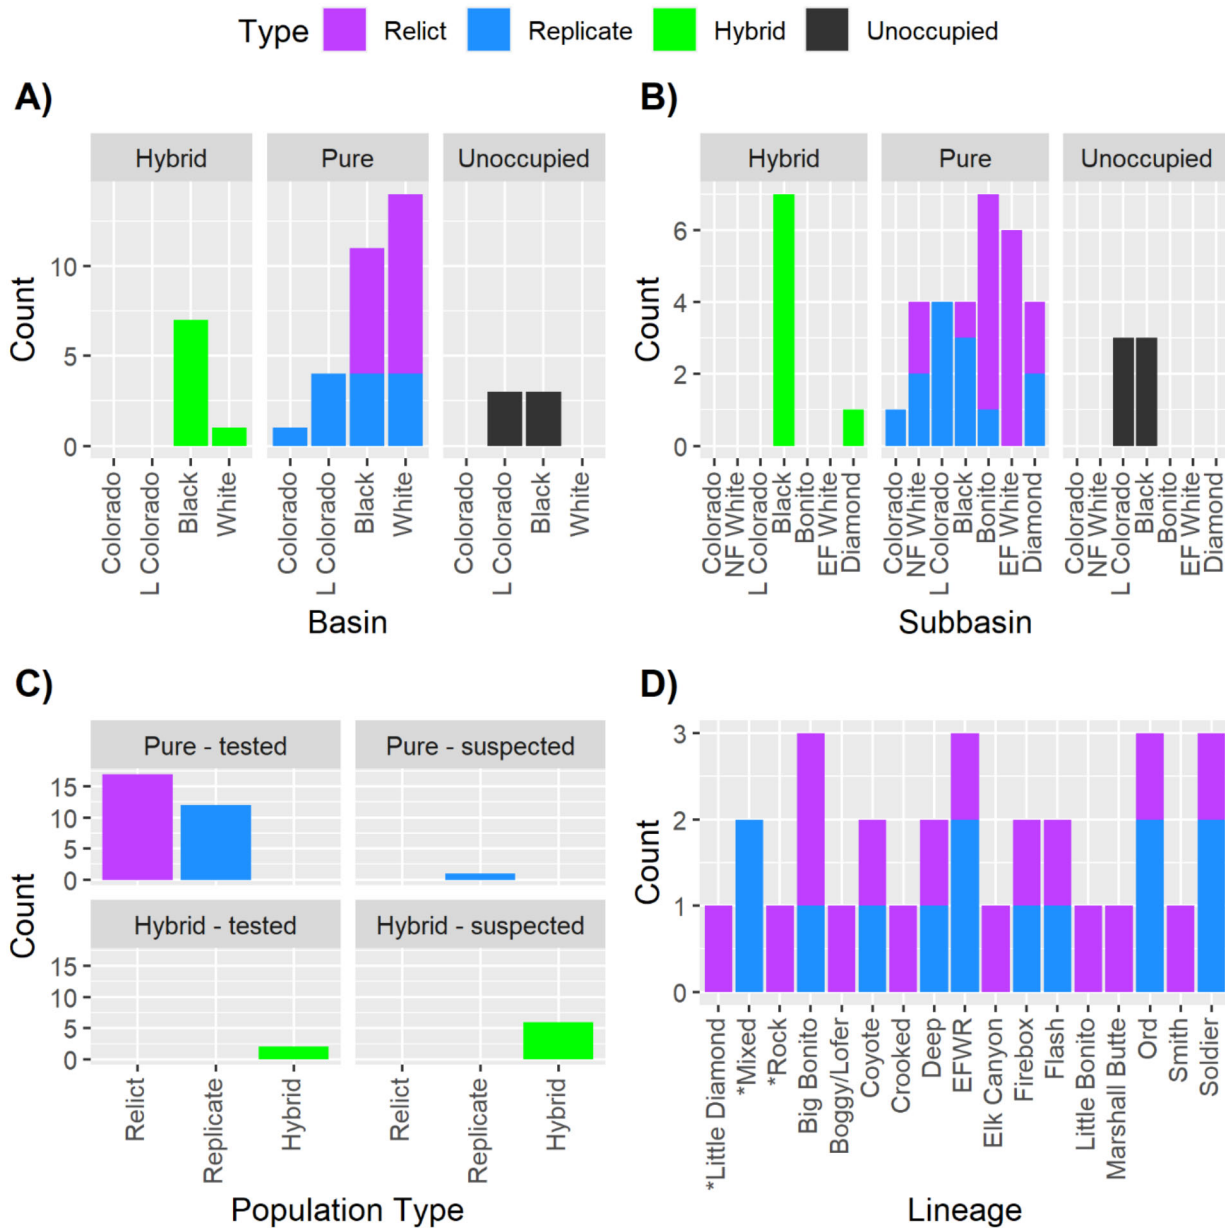 Type Relict Replicate Hybrid Unoccupied
A)
Hybrid Pure Unoccupied
Count
10
5
0
Colorado L Colorado Black White Colorado L Colorado Black White Colorado L Colorado Black White
Basin
B)
Hybrid Pure Unoccupied
Count
6
4
2
0
Colorado NF White L Colorado Black Bonito EF White Diamond Colorado NF White L Colorado Black Bonito EF White Diamond Colorado NF White L Colorado Black Bonito EF White Diamond
Subbasin
C)
Pure - tested Pure - suspected
Count
15
10
5
0
Hybrid - tested Hybrid - suspected
15
10
5
0
Relict Replicate Hybrid Relict Replicate Hybrid
Population Type
D)
Count
3
2
1
0
*Little Diamond *Mixed *Rock Big Bonito Boggy/Lofer Coyote Crooked Deep EFWR Elk Canyon Firebox Flash Little Bonito Marshall Butte Ord Smith Soldier
Lineage